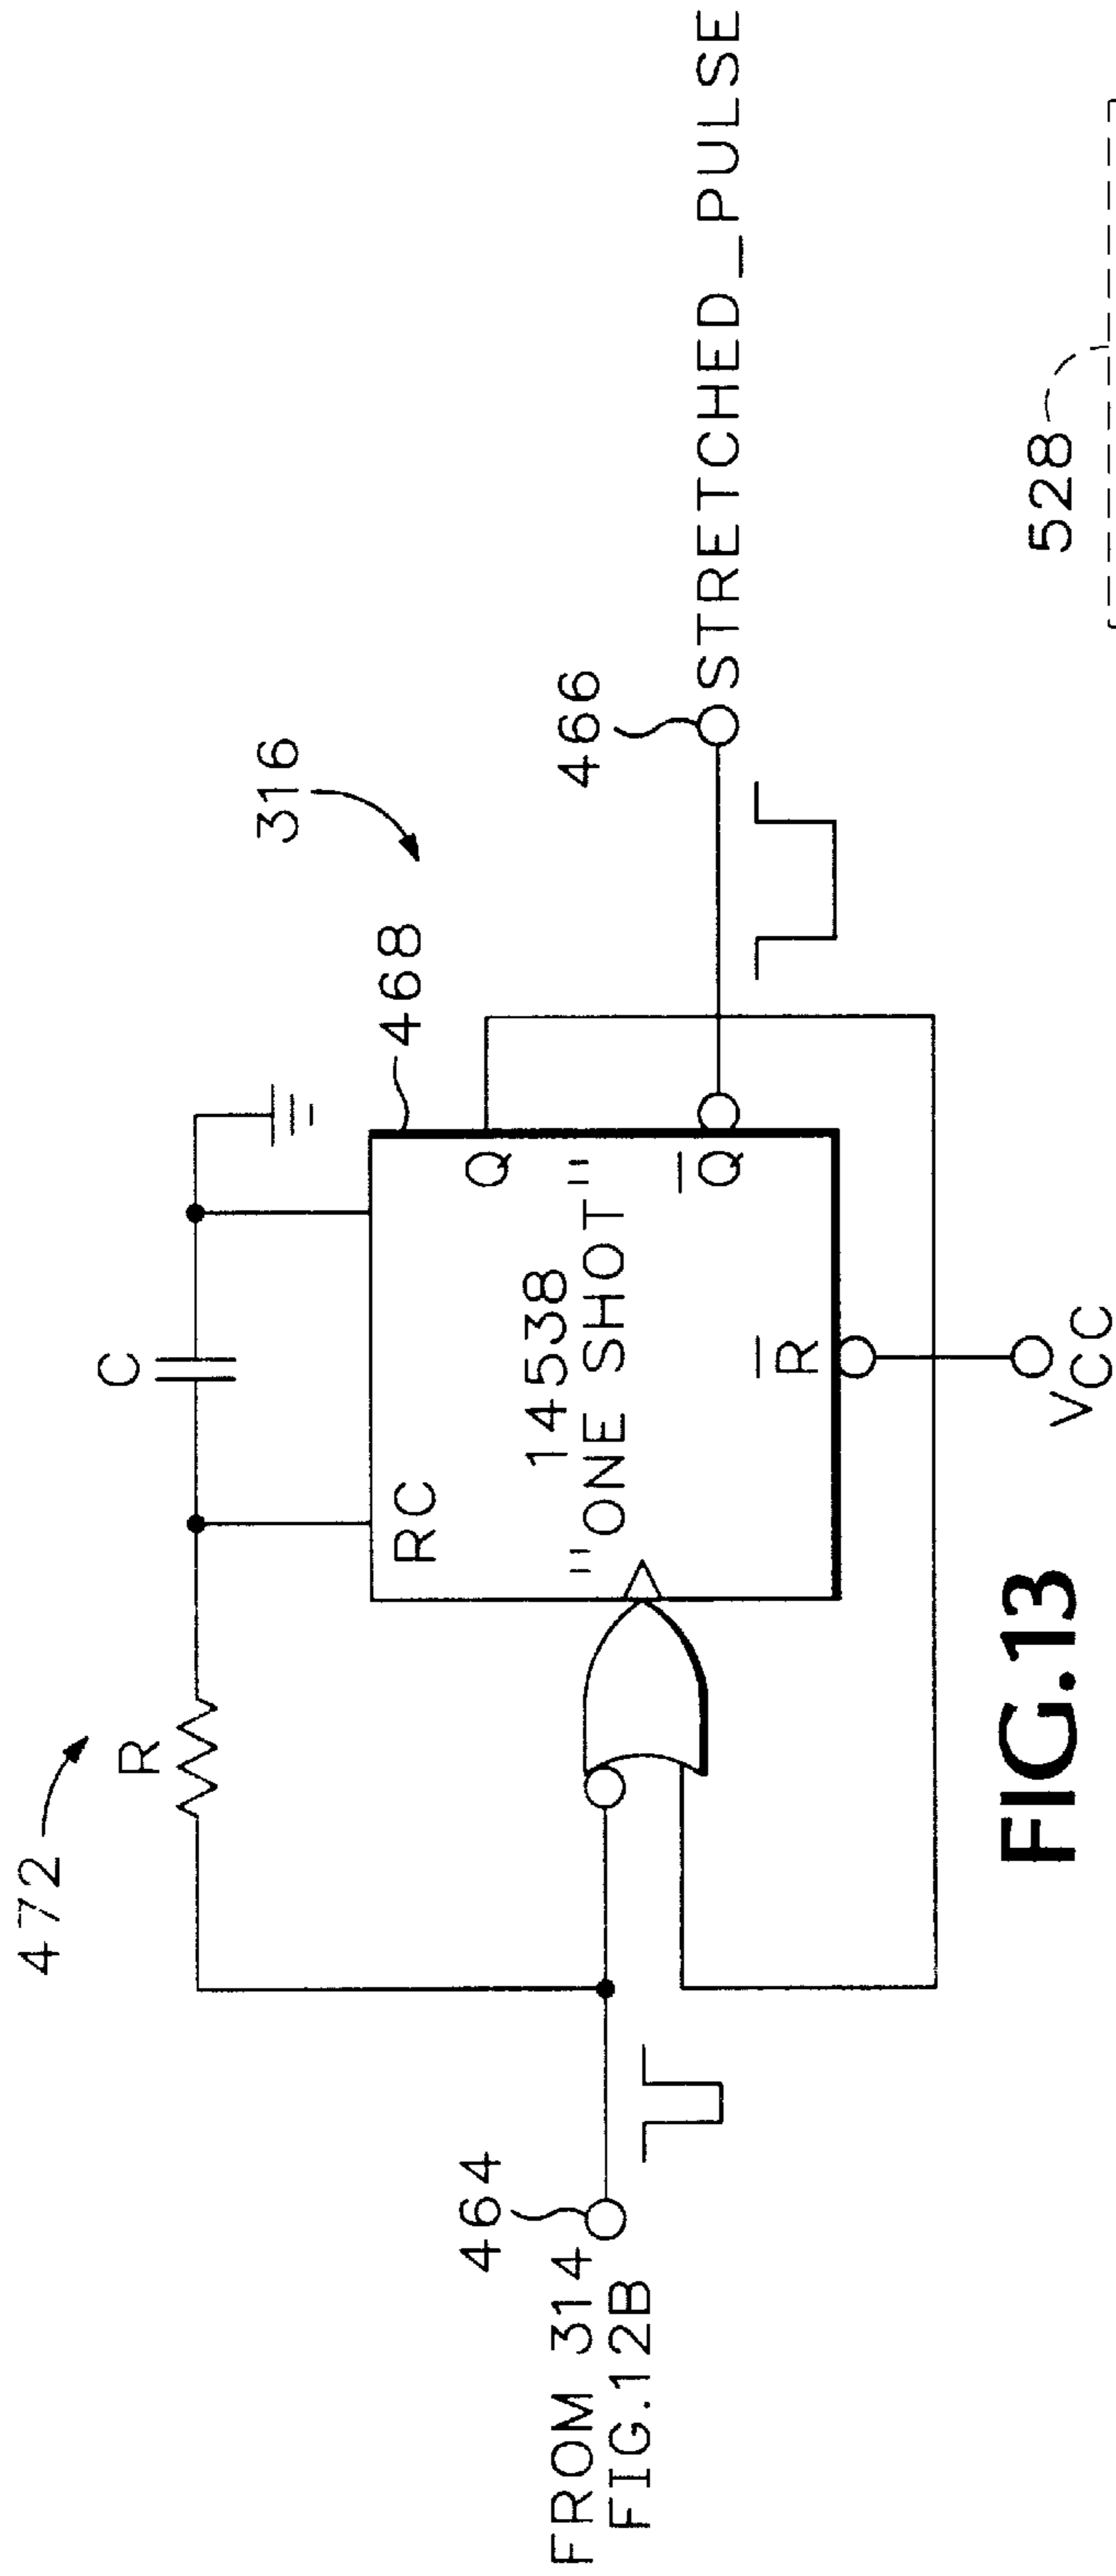 472
R
C
316
464
FROM 314
FIG.12B
RC
14538
"ONE SHOT"
Q
Q̅
R̅
468
466
STRETCHED_PULSE
VCC
FIG.13
528